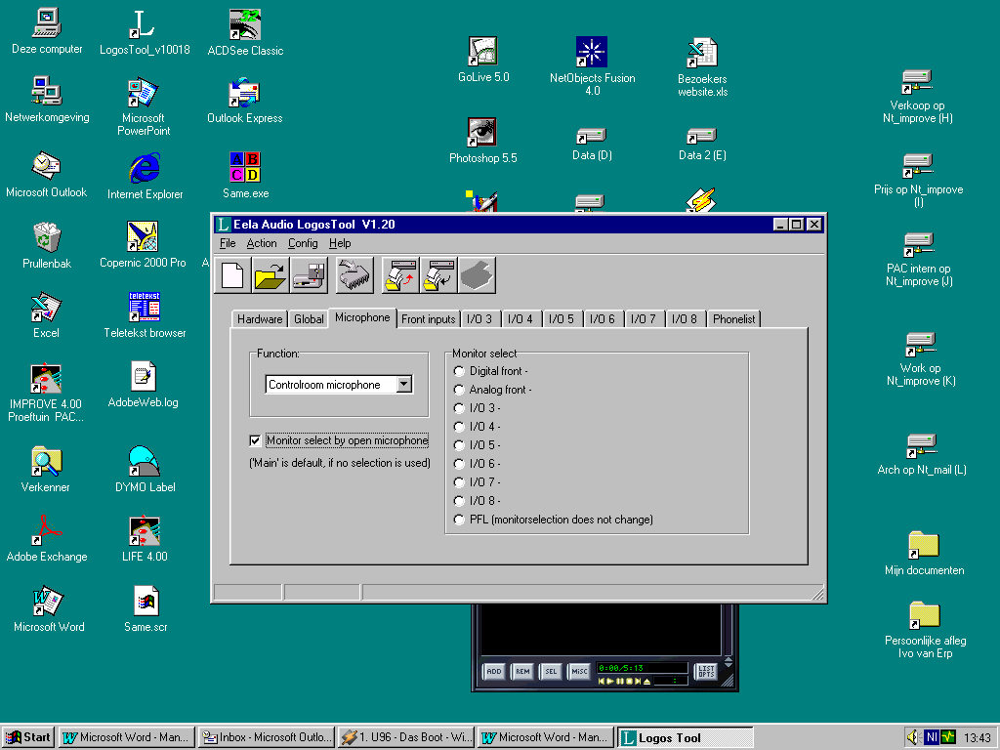 Deze computer
LogosTool_v10018
ACDSee Classic
GoLive 5.0
NetObjects Fusion
4.0
Bezoekers
website.xls
Verkoop op
Nt_improve (H)
Netwerkomgeving
Microsoft
PowerPoint
Outlook Express
Photoshop 5.5
Data (D)
Data 2 (E)
Microsoft Outlook
Internet Explorer
A B
C D
Same.exe
Prijs op Nt_improve
(I)
Prullenbak
Copernic 2000 Pro
A
PAC intern op
Nt_improve (J)
Excel
teletekst
Teletekst browser
Work op
Nt_improve (K)
IMPROVE 4.00
Proeftuin PAC...
AdobeWeb.log
Arch op Nt_mail (L)
Verkenner
DYMO Label
Adobe Exchange
LIFE 4.00
Mijn documenten
Microsoft Word
Same.scr
Persoonlijke afleg
Ivo van Erp
L Eela Audio LogosTool V1.20
File Action Config Help
Hardware Global Microphone Front inputs I/O 3 I/O 4 I/O 5 I/O 6 I/O 7 I/O 8 Phonelist
Function:
Controlroom microphone
Monitor select by open microphone
('Main' is default, if no selection is used)
Monitor select
Digital front -
Analog front -
I/O 3 -
I/O 4 -
I/O 5 -
I/O 6 -
I/O 7 -
I/O 8 -
PFL (monitorselection does not change)
ADD REM SEL MISC 0:00/5:13 : LIST
OPTS
Start Microsoft Word - Man... Inbox - Microsoft Outlo... 1. U96 - Das Boot - Wi... Microsoft Word - Man... L Logos Tool Nl 13:43